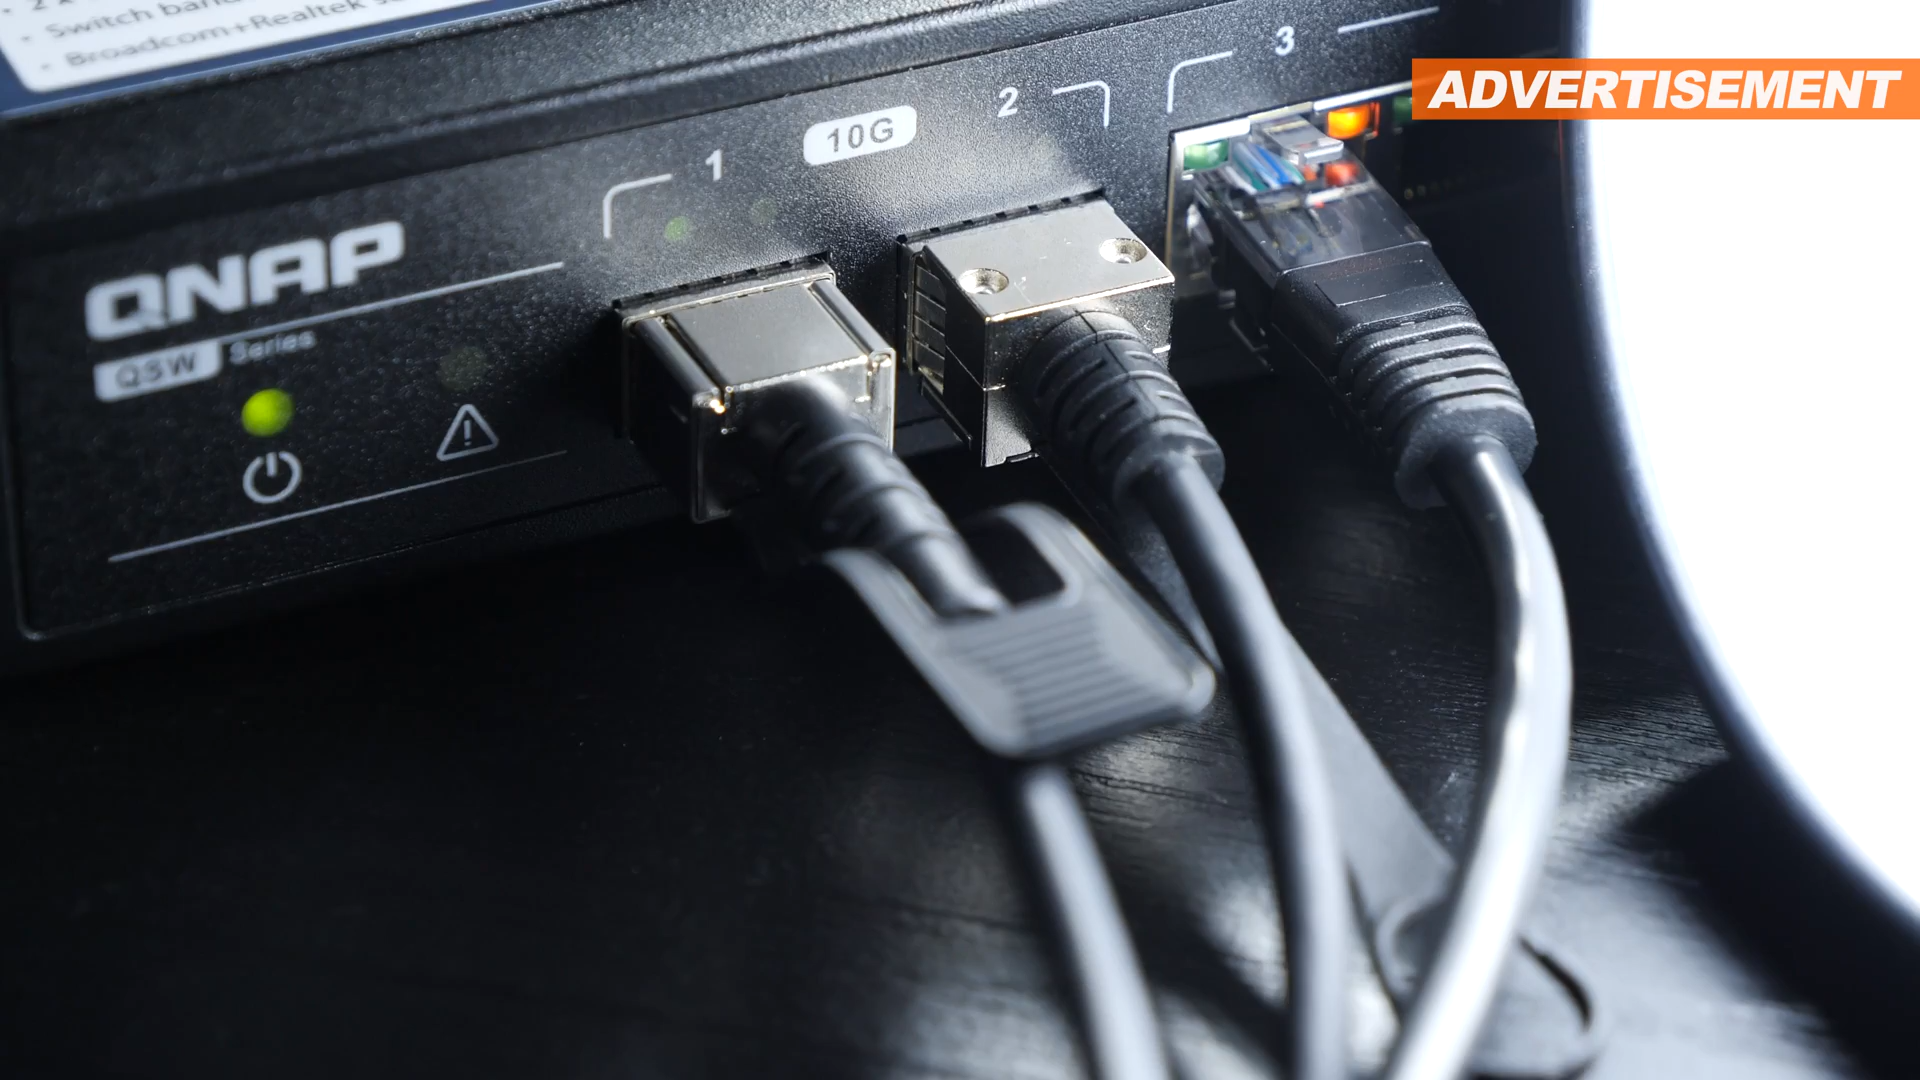 Switch
Broadcom+Realtek
ADVERTISEMENT
1
10G
2
3
QNAP
QSW Series